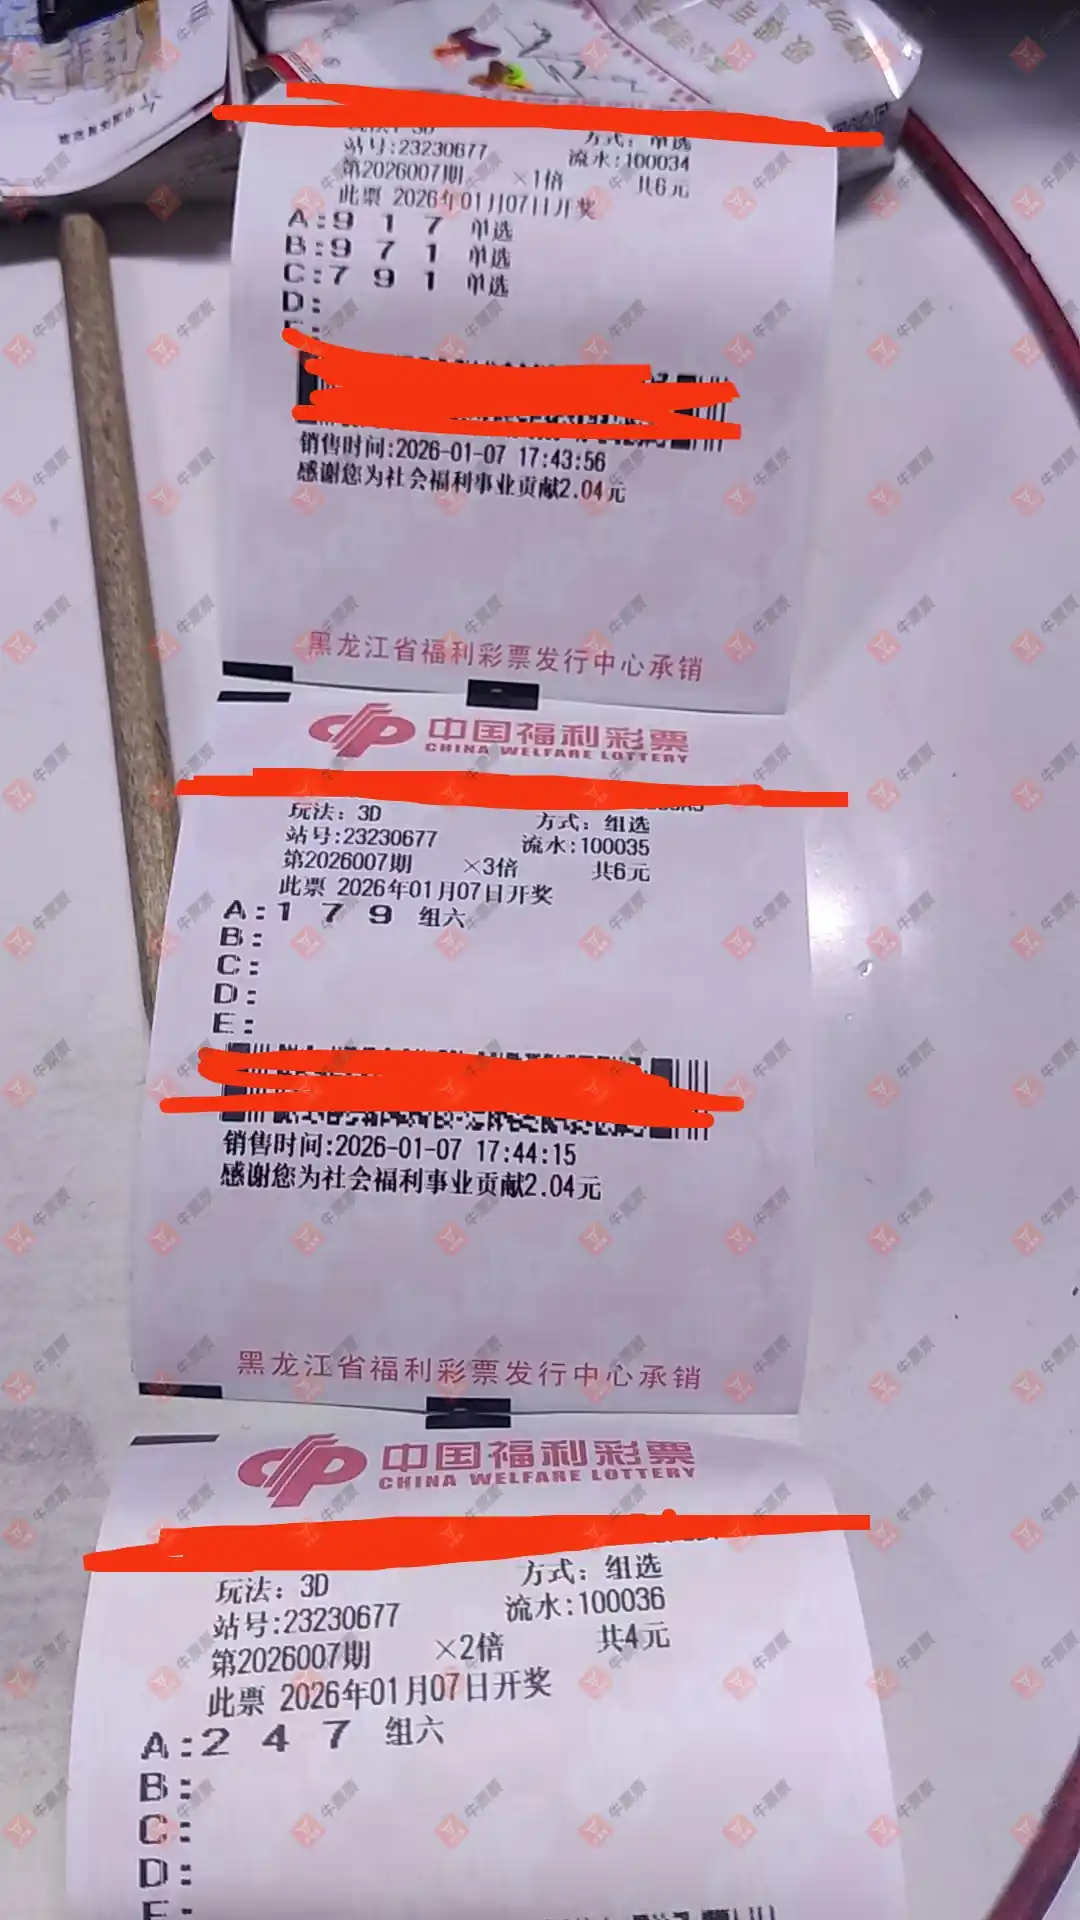 玩法: 3D 方式: 单选
站号:23230677 流水:100034
第2026007期 ×1倍 共6元
此票 2026年01月07日开奖
A:9 1 7 单选
B:9 7 1 单选
C:7 9 1 单选
D:
E:
销售时间:2026-01-07 17:43:56
感谢您为社会福利事业贡献2.04元
黑龙江省福利彩票发行中心承销
中国福利彩票
CHINA WELFARE LOTTERY
玩法: 3D 方式: 组选
站号:23230677 流水:100035
第2026007期 ×3倍 共6元
此票 2026年01月07日开奖
A:1 7 9 组六
B:
C:
D:
E:
销售时间:2026-01-07 17:44:15
感谢您为社会福利事业贡献2.04元
黑龙江省福利彩票发行中心承销
中国福利彩票
CHINA WELFARE LOTTERY
玩法: 3D 方式: 组选
站号:23230677 流水:100036
第2026007期 ×2倍 共4元
此票 2026年01月07日开奖
A:2 4 7 组六
B:
C:
D:
E:
牛票票